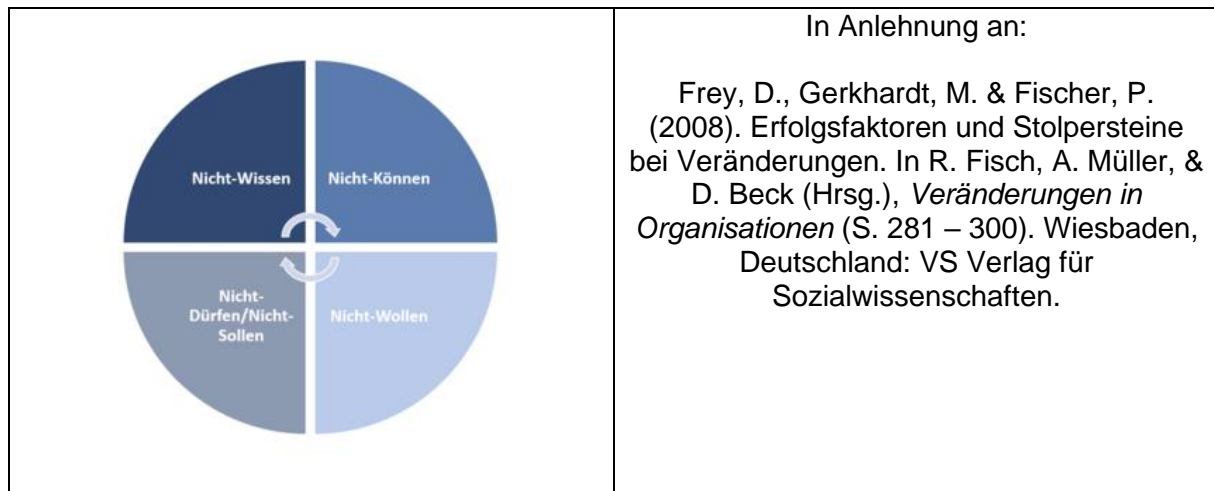 Nicht-Wissen
Nicht-Können
Nicht-
Dürfen/Nicht-
Sollen
Nicht-Wollen
In Anlehnung an:
Frey, D., Gerkhardt, M. & Fischer, P.
(2008). Erfolgsfaktoren und Stolpersteine
bei Veränderungen. In R. Fisch, A. Müller, &
D. Beck (Hrsg.), Veränderungen in
Organisationen (S. 281 – 300). Wiesbaden,
Deutschland: VS Verlag für
Sozialwissenschaften.